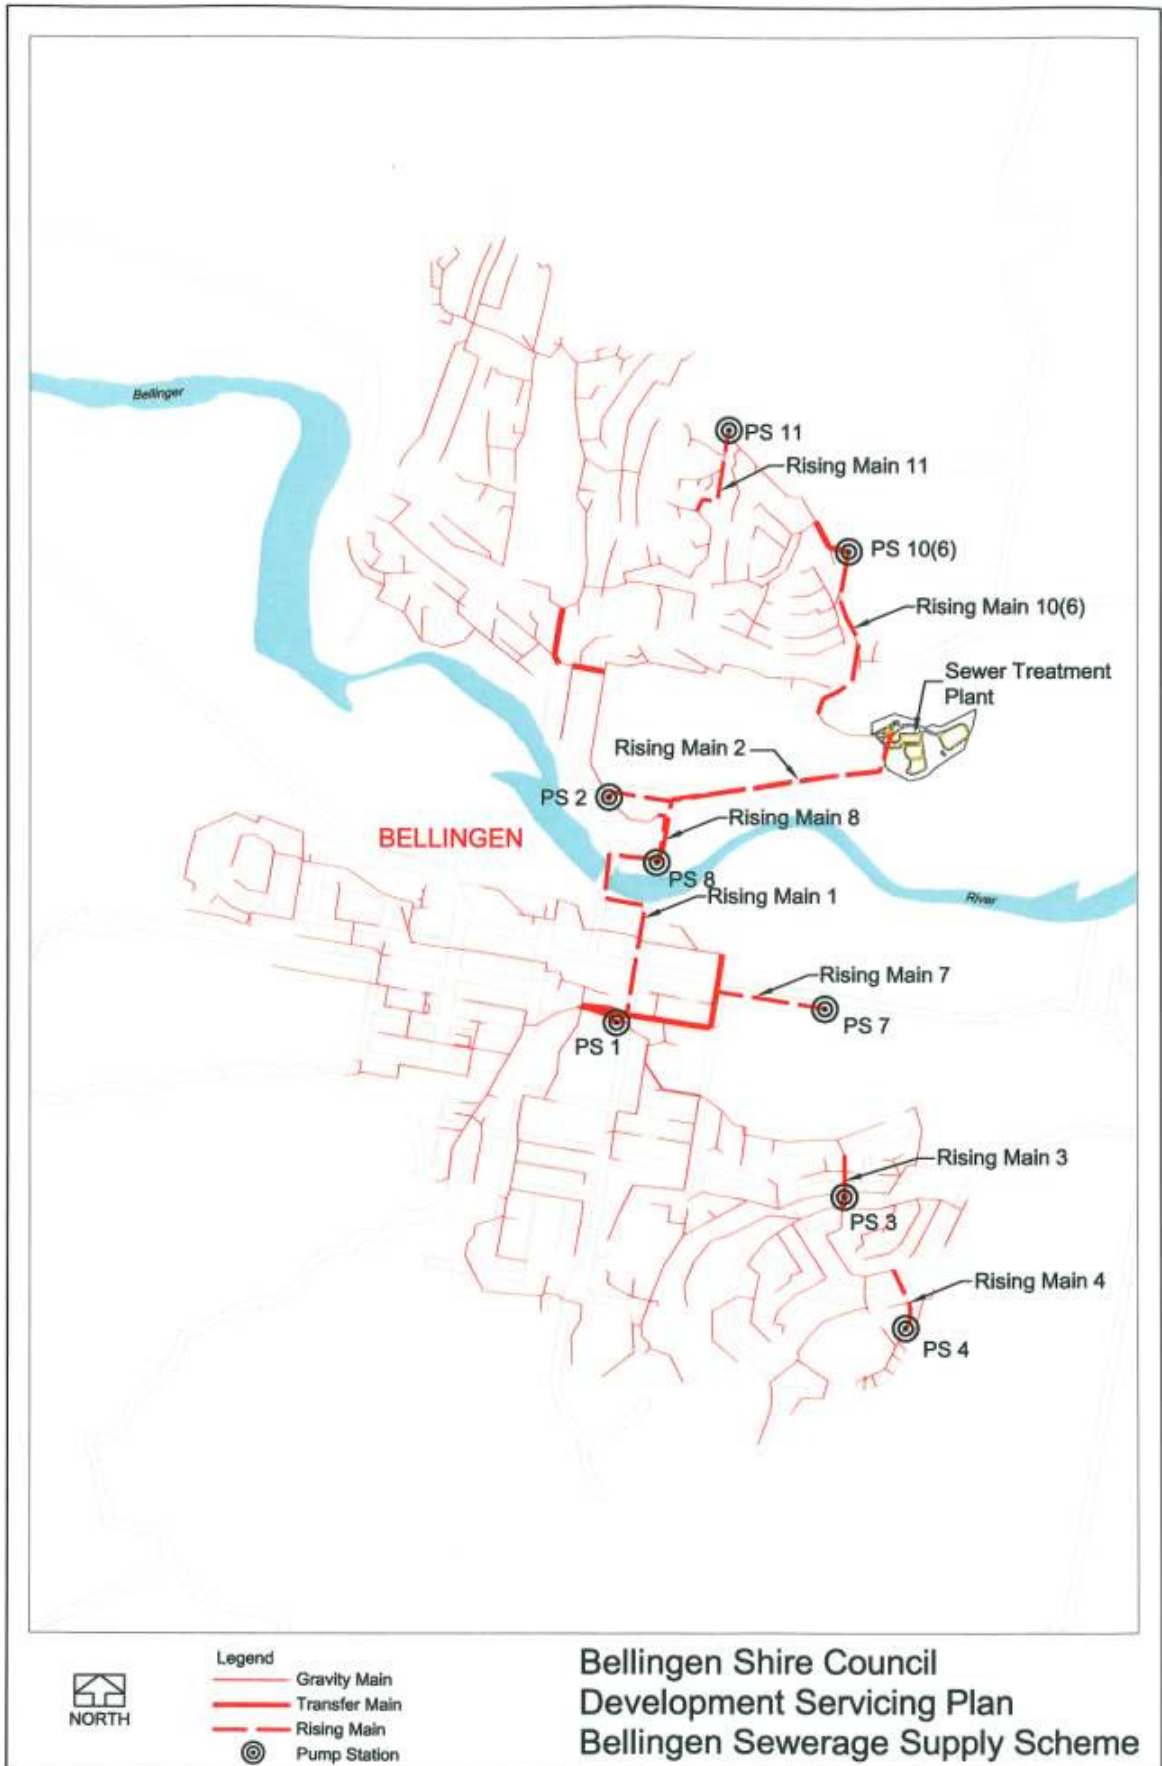 Bellinger
PS 11
Rising Main 11
PS 10(6)
Rising Main 10(6)
Sewer Treatment
Plant
Rising Main 2
PS 2
Rising Main 8
BELLINGEN
PS 8
Rising Main 1
River
Rising Main 7
PS 7
PS 1
Rising Main 3
PS 3
Rising Main 4
PS 4
Legend
Gravity Main
Transfer Main
Rising Main
Pump Station
NORTH
Bellingen Shire Council
Development Servicing Plan
Bellingen Sewerage Supply Scheme